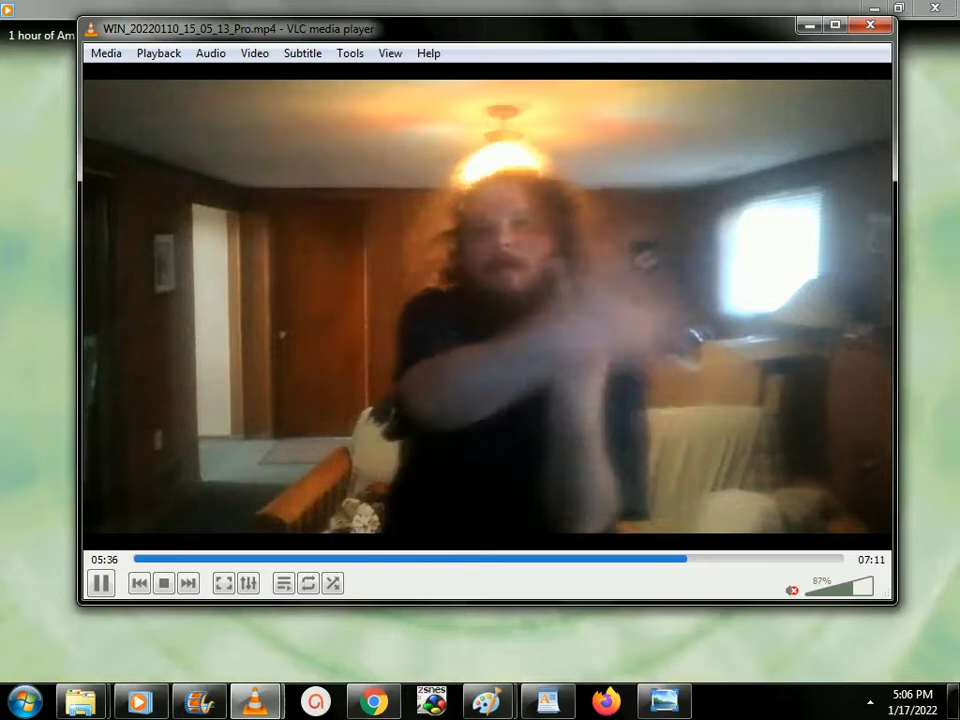 1 hour of Am
WIN_20220110_15_05_13_Pro.mp4 - VLC media player
Media Playback Audio Video Subtitle Tools View Help
05:36
07:11
87%
zsnes
5:06 PM
1/17/2022